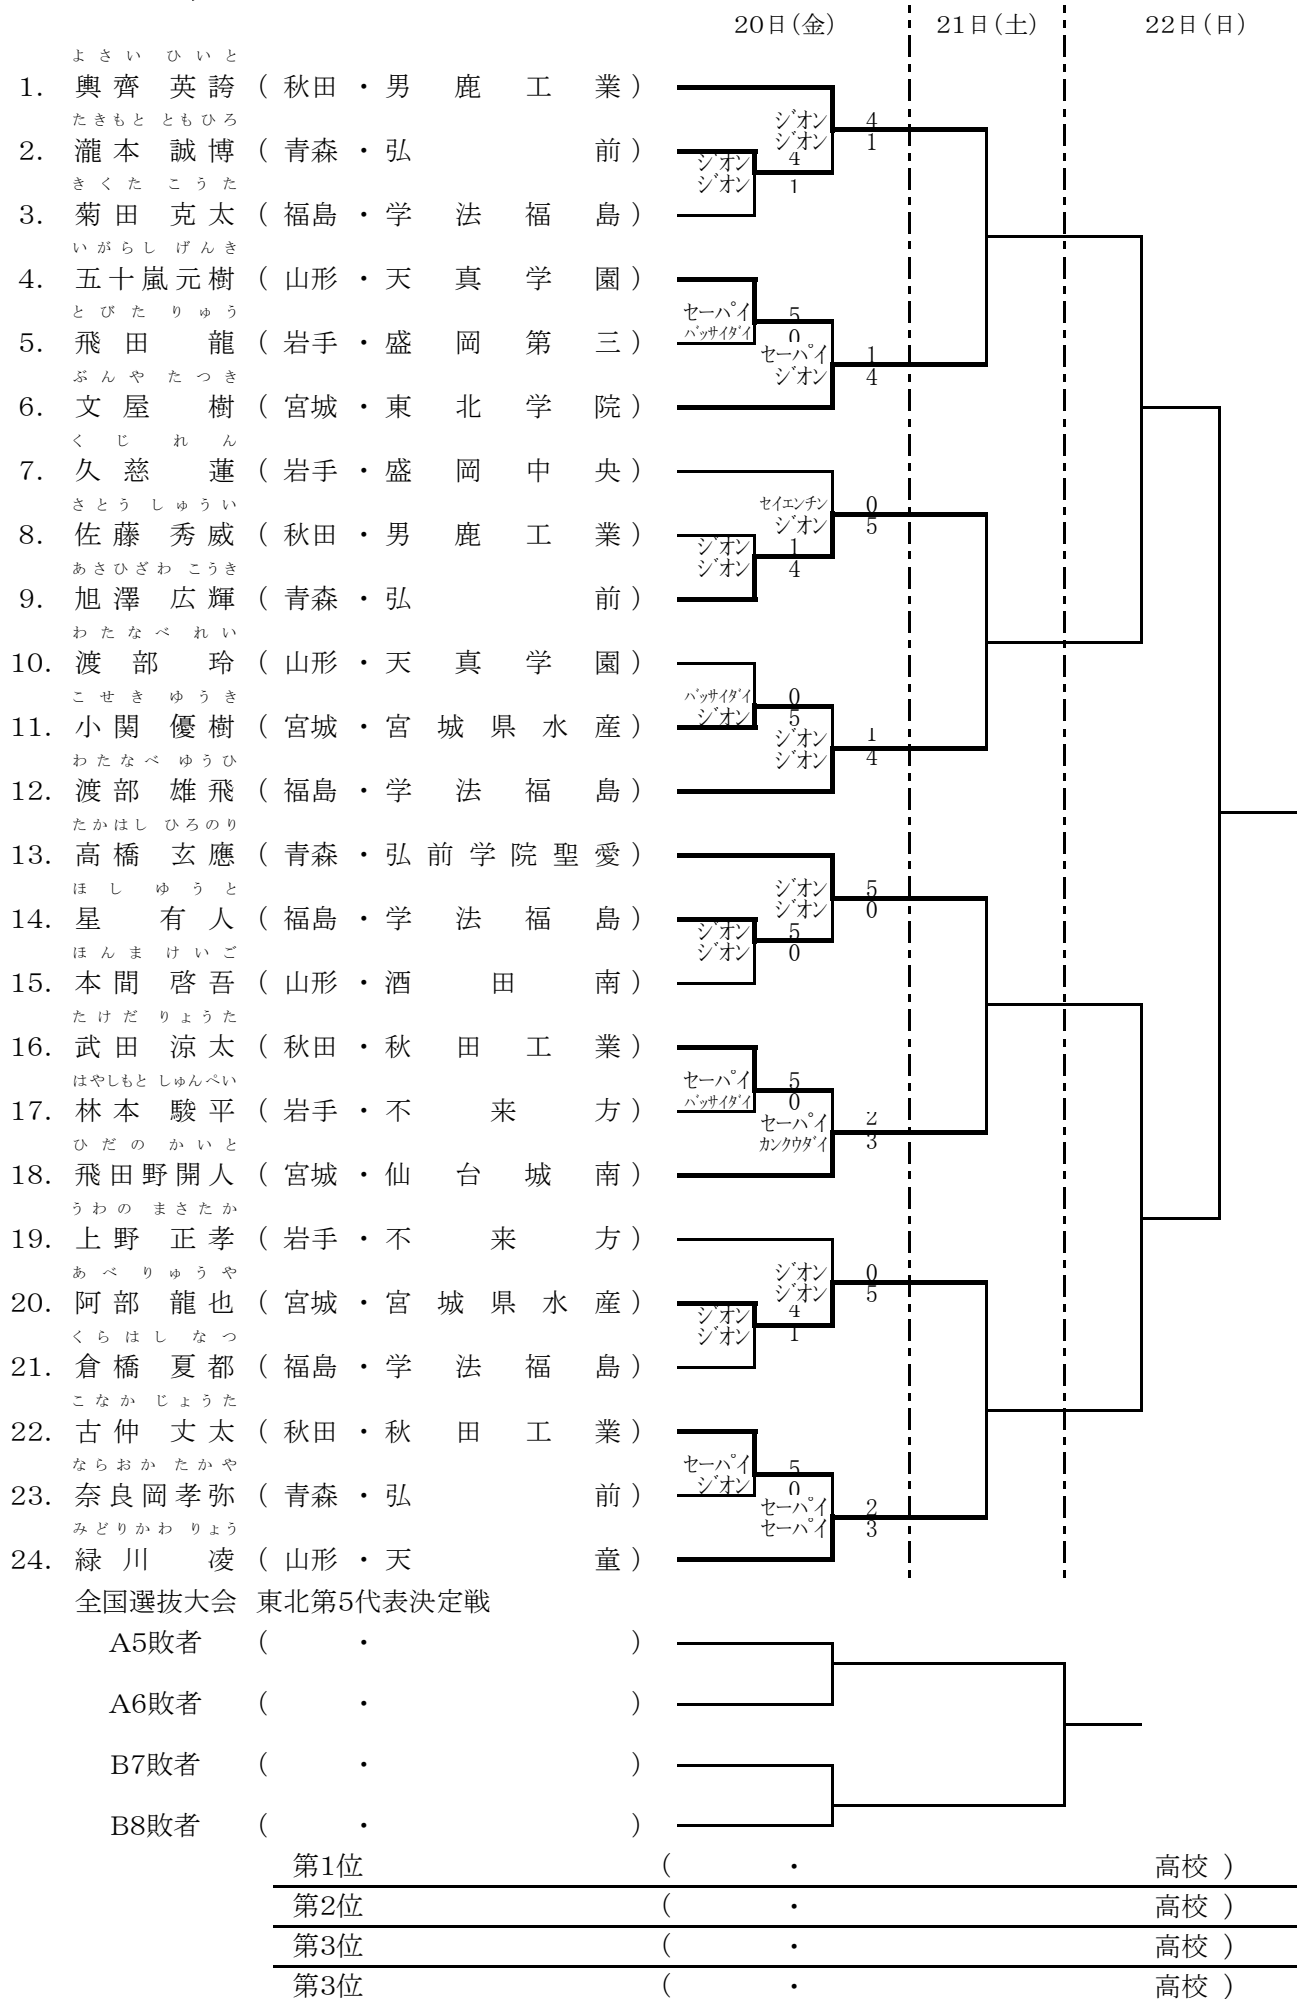 20日(金) 21日(土) 22日(日)
よさい ひいと
1. 輿齊 英誇 ( 秋田 ・ 男鹿工業 )
ジオン 4
たきもと ともひろ
ジオン 1
2. 瀧本 誠博 ( 青森 ・ 弘前 )
ジオン 4
きくた こうた
ジオン 1
3. 菊田 克太 ( 福島 ・ 学法福島 )
いがらし げんき
4. 五十嵐元樹 ( 山形 ・ 天真学園 )
とびた りゅう
セーパイ 5
バッサイダイ 0
5. 飛田 龍 ( 岩手 ・ 盛岡第三 )
セーパイ 1
ぶんや たつき
ジオン 4
6. 文屋 樹 ( 宮城 ・ 東北学院 )
くじ れん
7. 久慈 蓮 ( 岩手 ・ 盛岡中央 )
さとう しゅうい
セイエンチン 0
ジオン 5
8. 佐藤 秀威 ( 秋田 ・ 男鹿工業 )
ジオン 1
あさひざわ こうき
ジオン 4
9. 旭澤 広輝 ( 青森 ・ 弘前 )
わたなべ れい
10. 渡部 玲 ( 山形 ・ 天真学園 )
こせき ゆうき
バッサイダイ 0
ジオン 5
11. 小関 優樹 ( 宮城 ・ 宮城県水産 )
ジオン 1
わたなべ ゆうひ
ジオン 4
12. 渡部 雄飛 ( 福島 ・ 学法福島 )
たかはし ひろのり
13. 高橋 玄應 ( 青森 ・ 弘前学院聖愛 )
ほし ゆうと
ジオン 5
ジオン 0
14. 星 有人 ( 福島 ・ 学法福島 )
ジオン 5
ほんま けいご
ジオン 0
15. 本間 啓吾 ( 山形 ・ 酒田南 )
たけだ りょうた
16. 武田 涼太 ( 秋田 ・ 秋田工業 )
はやしもと しゅんぺい
セーパイ 5
バッサイダイ 0
17. 林本 駿平 ( 岩手 ・ 不来方 )
セーパイ 2
ひだの かいと
カンクウダイ 3
18. 飛田野開人 ( 宮城 ・ 仙台城南 )
うわの まさたか
19. 上野 正孝 ( 岩手 ・ 不来方 )
あべ りゅうや
ジオン 0
ジオン 5
20. 阿部 龍也 ( 宮城 ・ 宮城県水産 )
ジオン 4
くらはし なつ
ジオン 1
21. 倉橋 夏都 ( 福島 ・ 学法福島 )
こなか じょうた
22. 古仲 丈太 ( 秋田 ・ 秋田工業 )
ならおか たかや
セーパイ 5
ジオン 0
23. 奈良岡孝弥 ( 青森 ・ 弘前 )
セーパイ 2
みどりかわ りょう
セーパイ 3
24. 緑川 凌 ( 山形 ・ 天童 )
全国選抜大会 東北第5代表決定戦
A5敗者 ( ・ )
A6敗者 ( ・ )
B7敗者 ( ・ )
B8敗者 ( ・ )
第1位 ( ・ 高校 )
第2位 ( ・ 高校 )
第3位 ( ・ 高校 )
第3位 ( ・ 高校 )